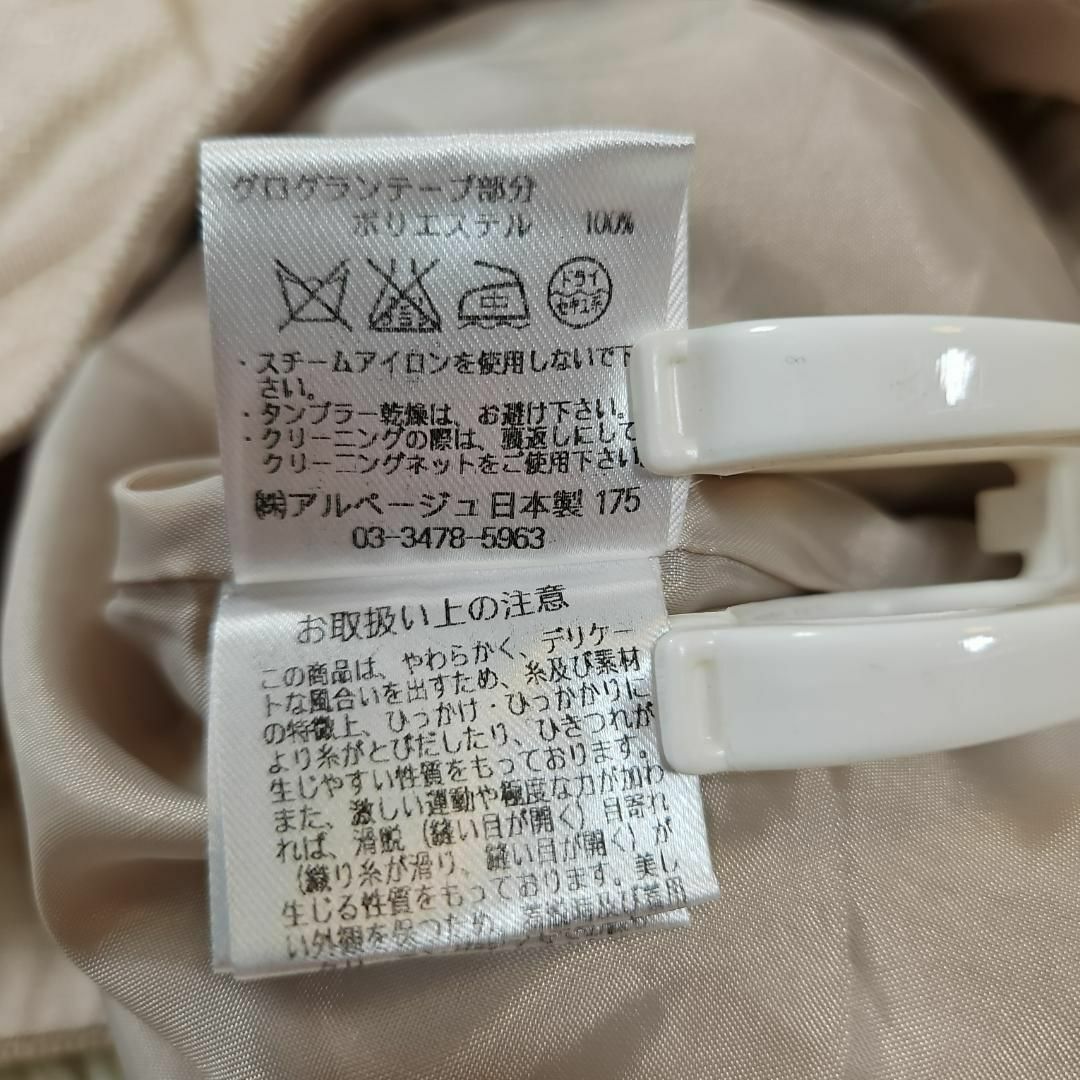 グログランテープ部分
ポリエステル 100%
ドライ
セキユ系
・スチームアイロンを使用しないで下
さい。
・タンブラー乾燥は、お避け下さい。
・クリーニングの際は、裏返しにして
クリーニングネットをご使用下さい
㈱アルページュ 日本製 175
03-3478-5963
お取扱い上の注意
この商品は、やわらかく、デリケー
トな風合いを出すため、糸及び素材
の特徴上、ひっかけ・ひっかかりに
より糸がとびだしたり、ひきつれが
生じやすい性質をもっております。
また、激しい運動や極度な力が加わ
れば、滑脱（縫い目が開く）目寄れ
（織り糸が滑り、縫い目が開く）が
生じる性質をもっております。美し
い外観を保つため、